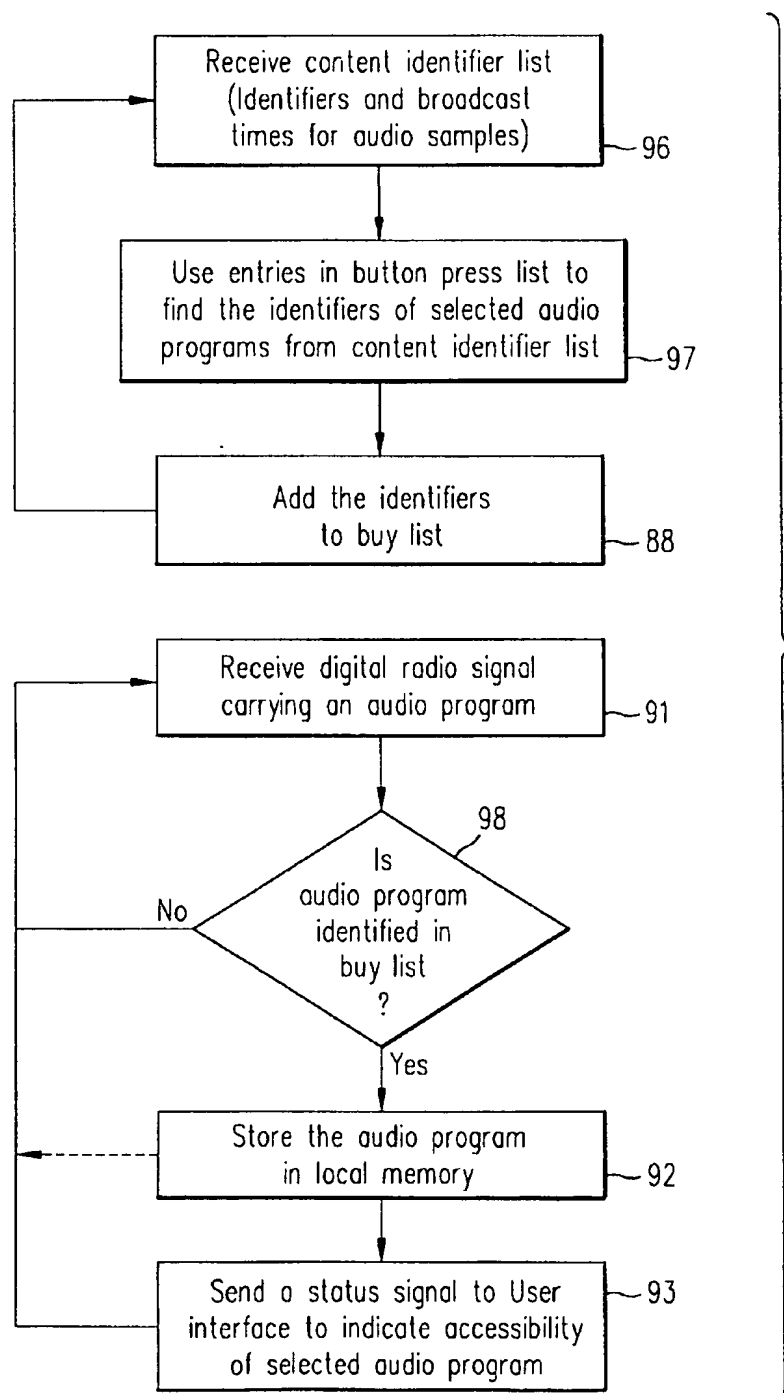 Receive content identifier list
(Identifiers and broadcast
times for audio samples)
96
Use entries in button press list to
find the identifiers of selected audio
programs from content identifier list
97
Add the identifiers
to buy list
88
Receive digital radio signal
carrying an audio program
91
98
Is
audio program
identified in
buy list
?
No
Yes
Store the audio program
in local memory
92
Send a status signal to User
interface to indicate accessibility
of selected audio program
93